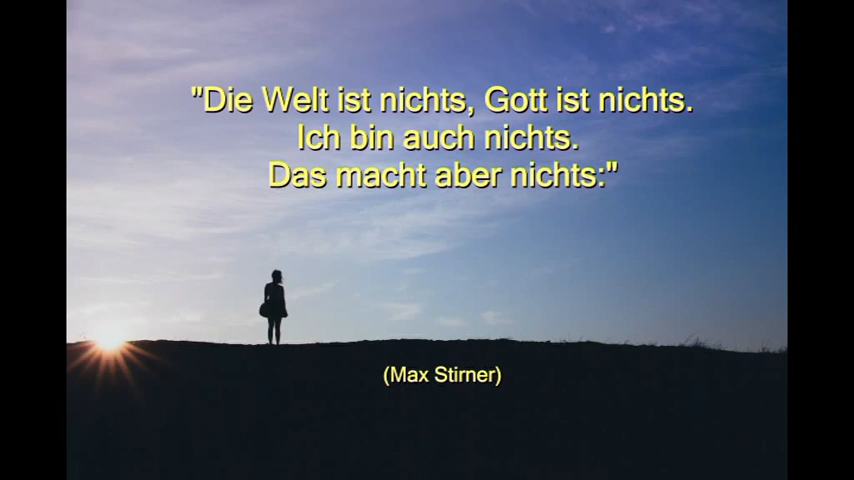 "Die Welt ist nichts, Gott ist nichts.
Ich bin auch nichts.
Das macht aber nichts:"
(Max Stirner)